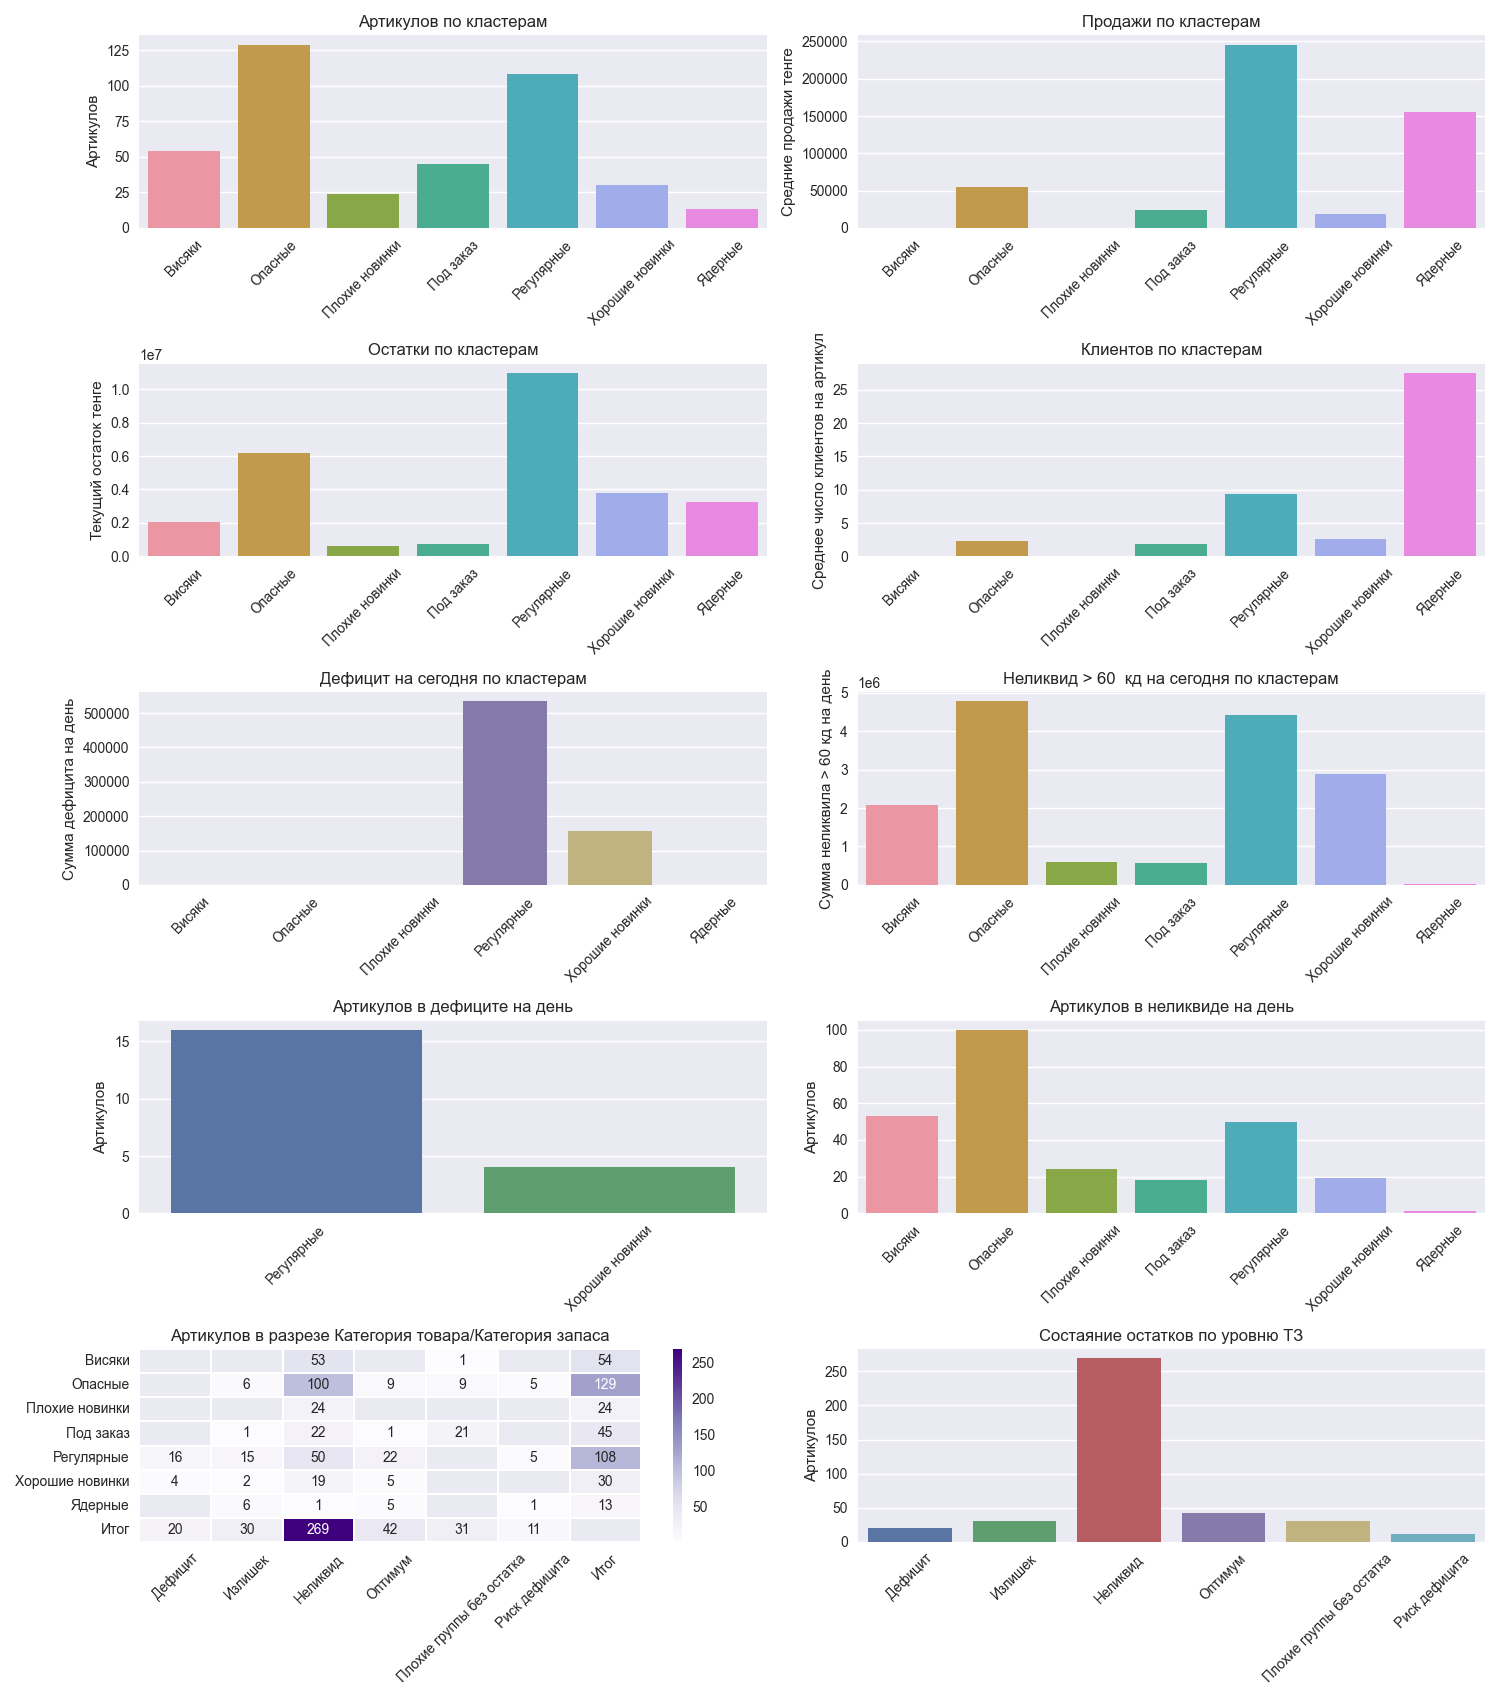 Артикулов по кластерам
Артикулов
125
100
75
50
25
0
Висяки
Опасные
Плохие новинки
Под заказ
Регулярные
Хорошие новинки
Ядерные
Продажи по кластерам
Средние продажи тенге
250000
200000
150000
100000
50000
0
Висяки
Опасные
Плохие новинки
Под заказ
Регулярные
Хорошие новинки
Ядерные
Остатки по кластерам
1e7
Текущий остаток тенге
1.0
0.8
0.6
0.4
0.2
0.0
Висяки
Опасные
Плохие новинки
Под заказ
Регулярные
Хорошие новинки
Ядерные
Клиентов по кластерам
Среднее число клиентов на артикул
25
20
15
10
5
0
Висяки
Опасные
Плохие новинки
Под заказ
Регулярные
Хорошие новинки
Ядерные
Дефицит на сегодня по кластерам
Сумма дефицита на день
500000
400000
300000
200000
100000
0
Висяки
Опасные
Плохие новинки
Регулярные
Хорошие новинки
Ядерные
Неликвид > 60 кд на сегодня по кластерам
1e6
Сумма неликвила > 60 кд на день
5
4
3
2
1
0
Висяки
Опасные
Плохие новинки
Под заказ
Регулярные
Хорошие новинки
Ядерные
Артикулов в дефиците на день
Артикулов
15
10
5
0
Регулярные
Хорошие новинки
Артикулов в неликвиде на день
Артикулов
100
80
60
40
20
0
Висяки
Опасные
Плохие новинки
Под заказ
Регулярные
Хорошие новинки
Ядерные
Артикулов в разрезе Категория товара/Категория запаса
Висяки 53 1 54
Опасные 6 100 9 9 5 129
Плохие новинки 24 24
Под заказ 1 22 1 21 45
Регулярные 16 15 50 22 5 108
Хорошие новинки 4 2 19 5 30
Ядерные 6 1 5 1 13
Итог 20 30 269 42 31 11
Дефицит
Излишек
Неликвид
Оптимум
Плохие группы без остатка
Риск дефицита
Итог
250
200
150
100
50
Состаяние остатков по уровню ТЗ
Артикулов
250
200
150
100
50
0
Дефицит
Излишек
Неликвид
Оптимум
Плохие группы без остатка
Риск дефицита